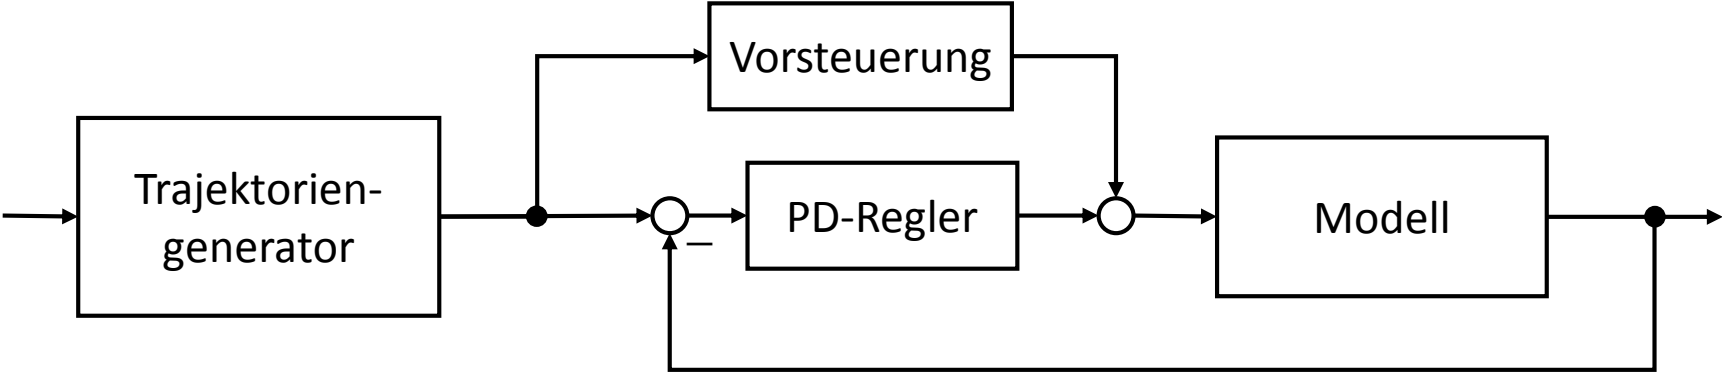 Vorsteuerung
Trajektorien-
generator
PD-Regler
Modell
–